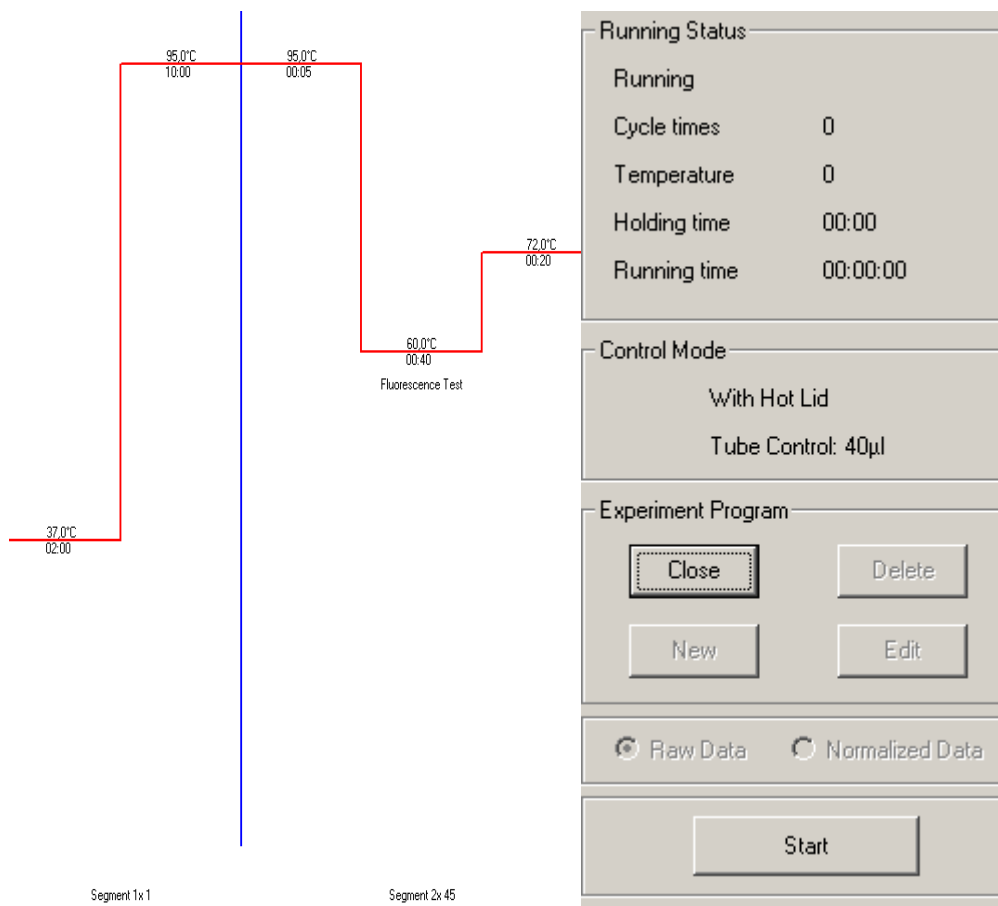 95,0°C
10:00
95,0°C
00:05
72,0°C
00:20
60,0°C
00:40
Fluorescence Test
37,0°C
02:00
Segment 1x 1
Segment 2x 45
Running Status
Running
Cycle times 0
Temperature 0
Holding time 00:00
Running time 00:00:00
Control Mode
With Hot Lid
Tube Control: 40µl
Experiment Program
Close Delete
New Edit
Raw Data Normalized Data
Start